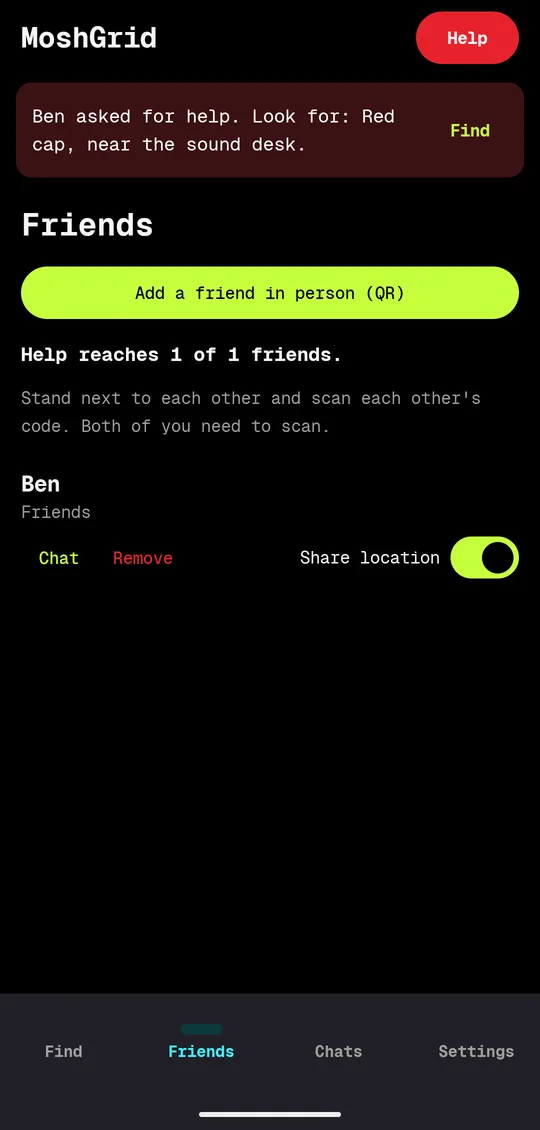 MoshGrid
Help
Ben asked for help. Look for: Red
cap, near the sound desk.
Find
Friends
Add a friend in person (QR)
Help reaches 1 of 1 friends.
Stand next to each other and scan each other's
code. Both of you need to scan.
Ben
Friends
Chat Remove Share location
Find Friends Chats Settings